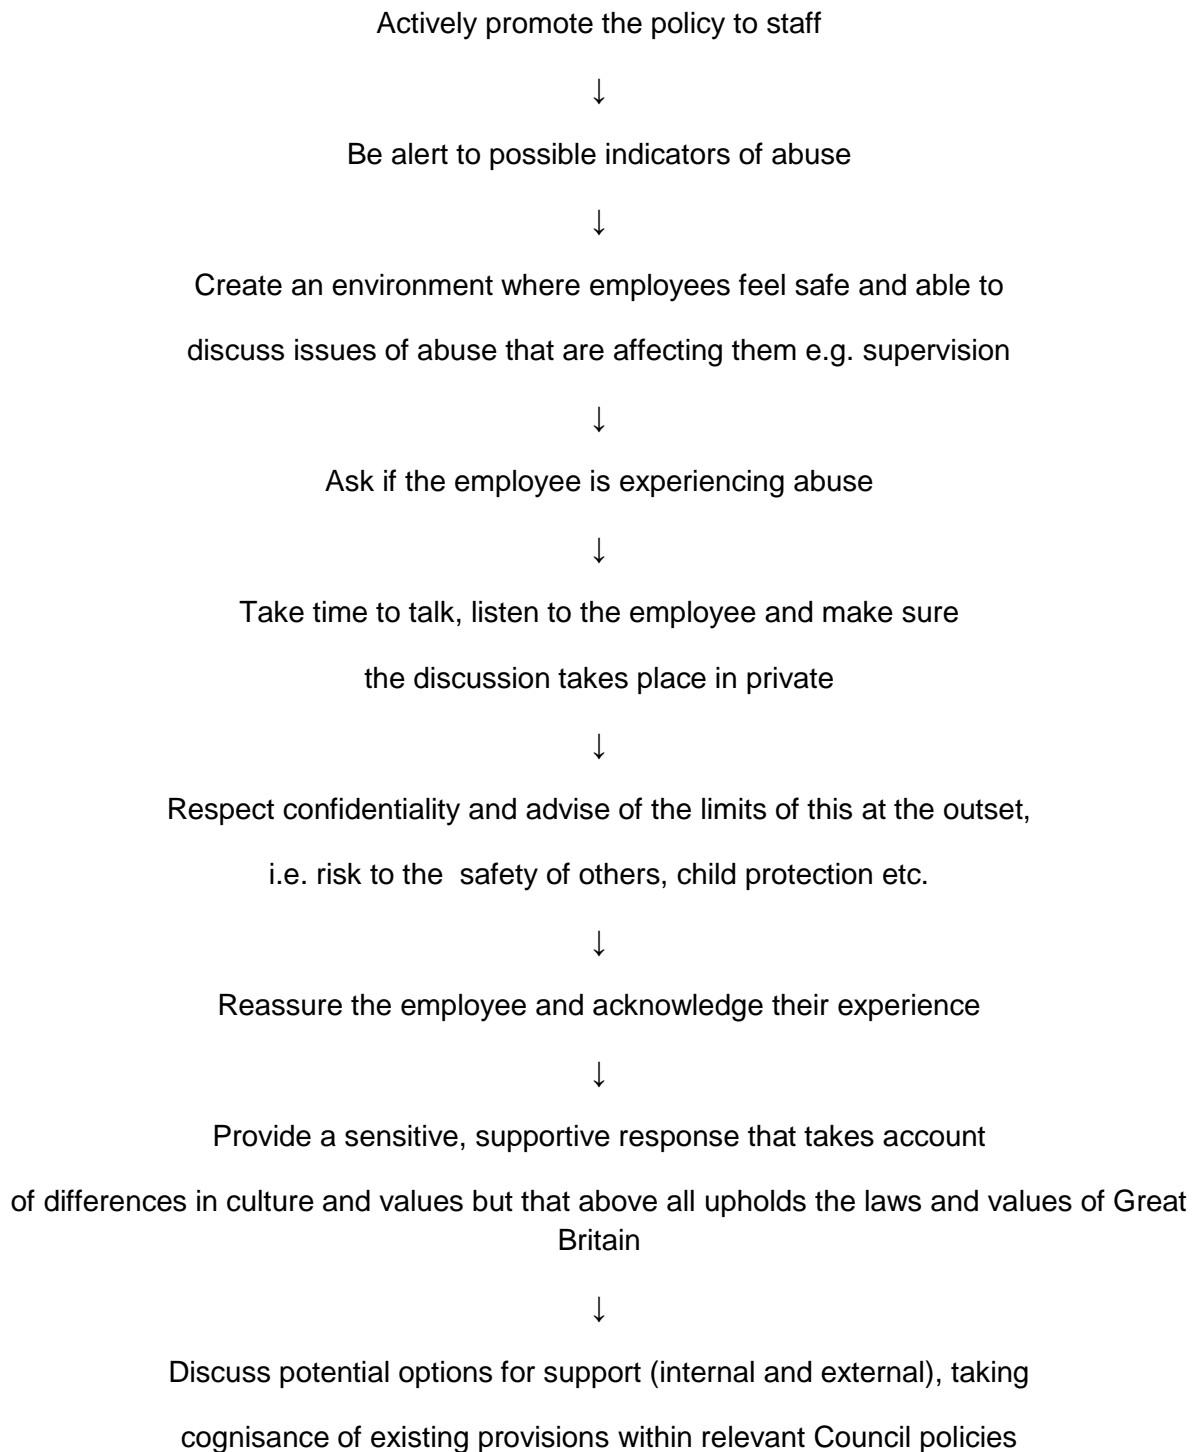 Actively promote the policy to staff
↓
Be alert to possible indicators of abuse
↓
Create an environment where employees feel safe and able to
discuss issues of abuse that are affecting them e.g. supervision
↓
Ask if the employee is experiencing abuse
↓
Take time to talk, listen to the employee and make sure
the discussion takes place in private
↓
Respect confidentiality and advise of the limits of this at the outset,
i.e. risk to the  safety of others, child protection etc.
↓
Reassure the employee and acknowledge their experience
↓
Provide a sensitive, supportive response that takes account
of differences in culture and values but that above all upholds the laws and values of Great
Britain
↓
Discuss potential options for support (internal and external), taking
cognisance of existing provisions within relevant Council policies